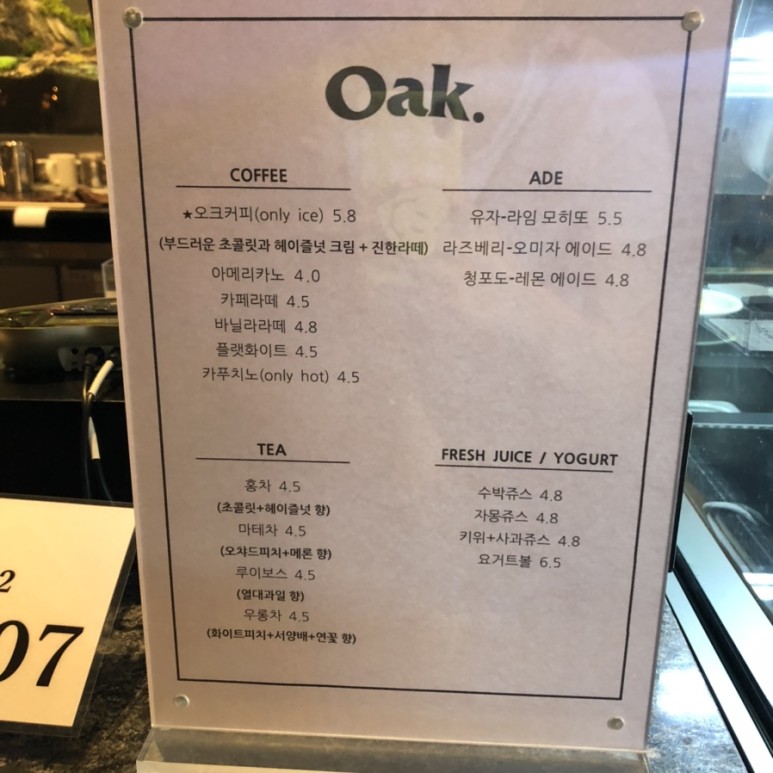 Oak.
COFFEE
★오크커피(only ice) 5.8
(부드러운 초콜릿과 헤이즐넛 크림 + 진한라떼)
아메리카노 4.0
카페라떼 4.5
바닐라라떼 4.8
플랫화이트 4.5
카푸치노(only hot) 4.5
ADE
유자-라임 모히또 5.5
라즈베리-오미자 에이드 4.8
청포도-레몬 에이드 4.8
TEA
홍차 4.5
(초콜릿+헤이즐넛 향)
마테차 4.5
(오챠드피치+메론 향)
루이보스 4.5
(열대과일 향)
우롱차 4.5
(화이트피치+서양배+연꽃 향)
FRESH JUICE / YOGURT
수박쥬스 4.8
자몽쥬스 4.8
키위+사과쥬스 4.8
요거트볼 6.5
2
07